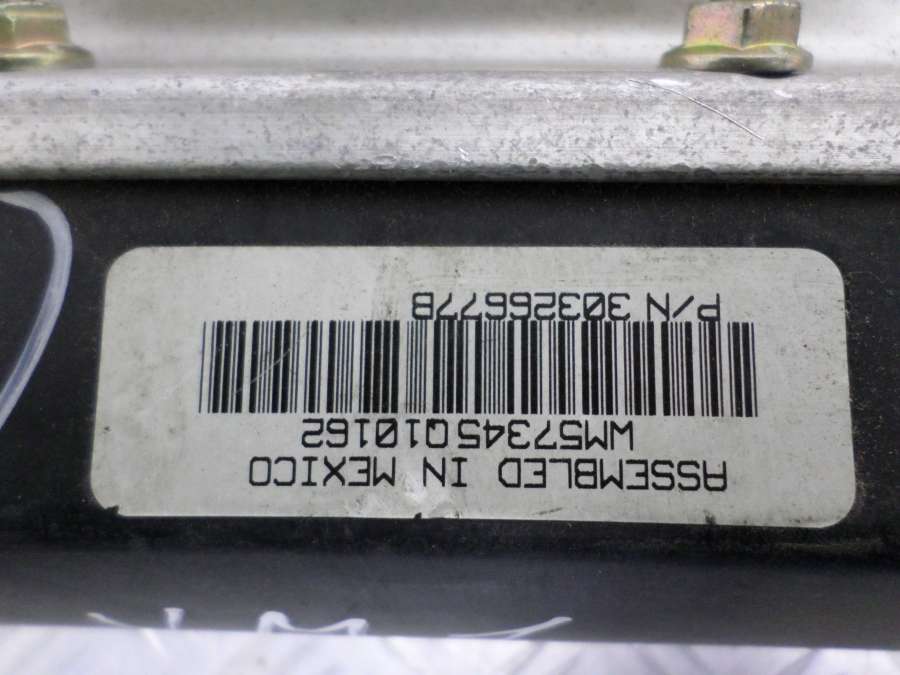 ASSEMBLED IN MEXICO
WM57345Q10162
P/N 30326677B